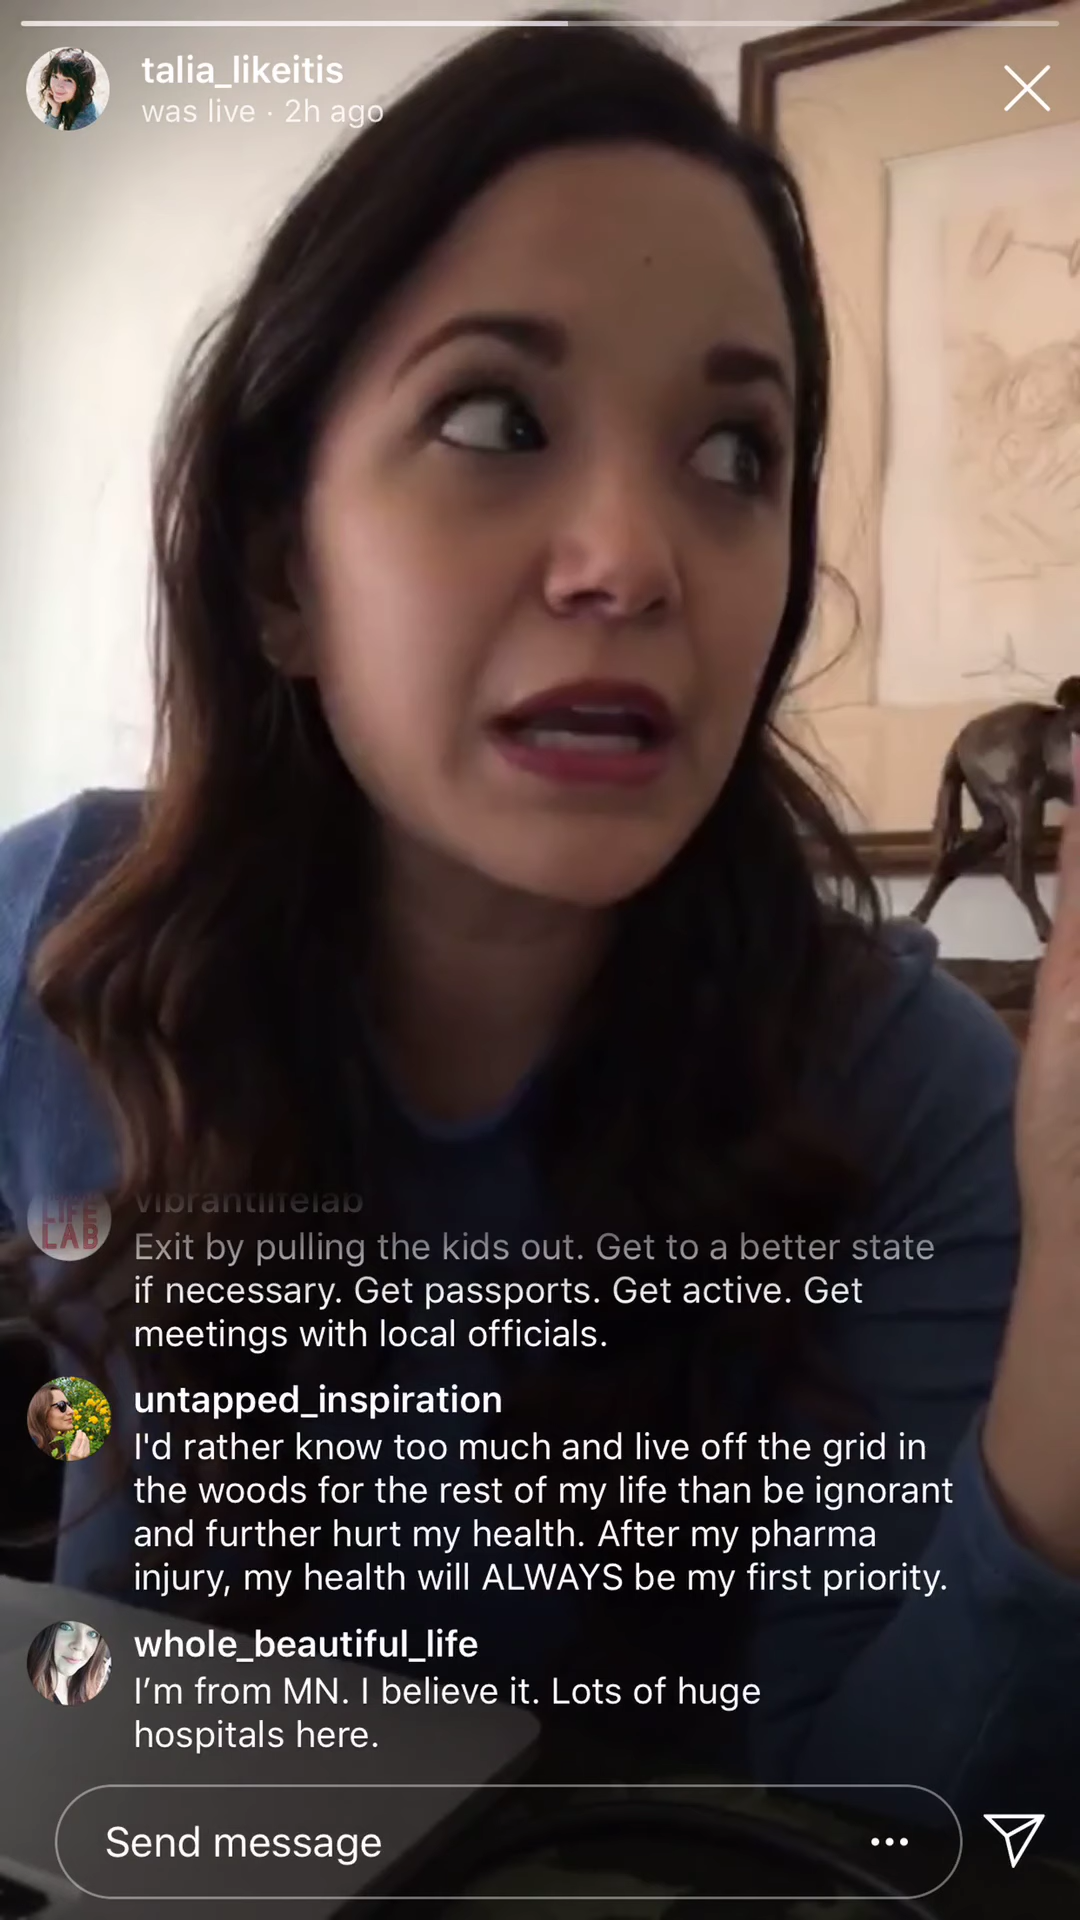 talia_likeitis
was live · 2h ago
vibrantlifelab
LIFE
LAB
Exit by pulling the kids out. Get to a better state
if necessary. Get passports. Get active. Get
meetings with local officials.
untapped_inspiration
I'd rather know too much and live off the grid in
the woods for the rest of my life than be ignorant
and further hurt my health. After my pharma
injury, my health will ALWAYS be my first priority.
whole_beautiful_life
I’m from MN. I believe it. Lots of huge
hospitals here.
Send message